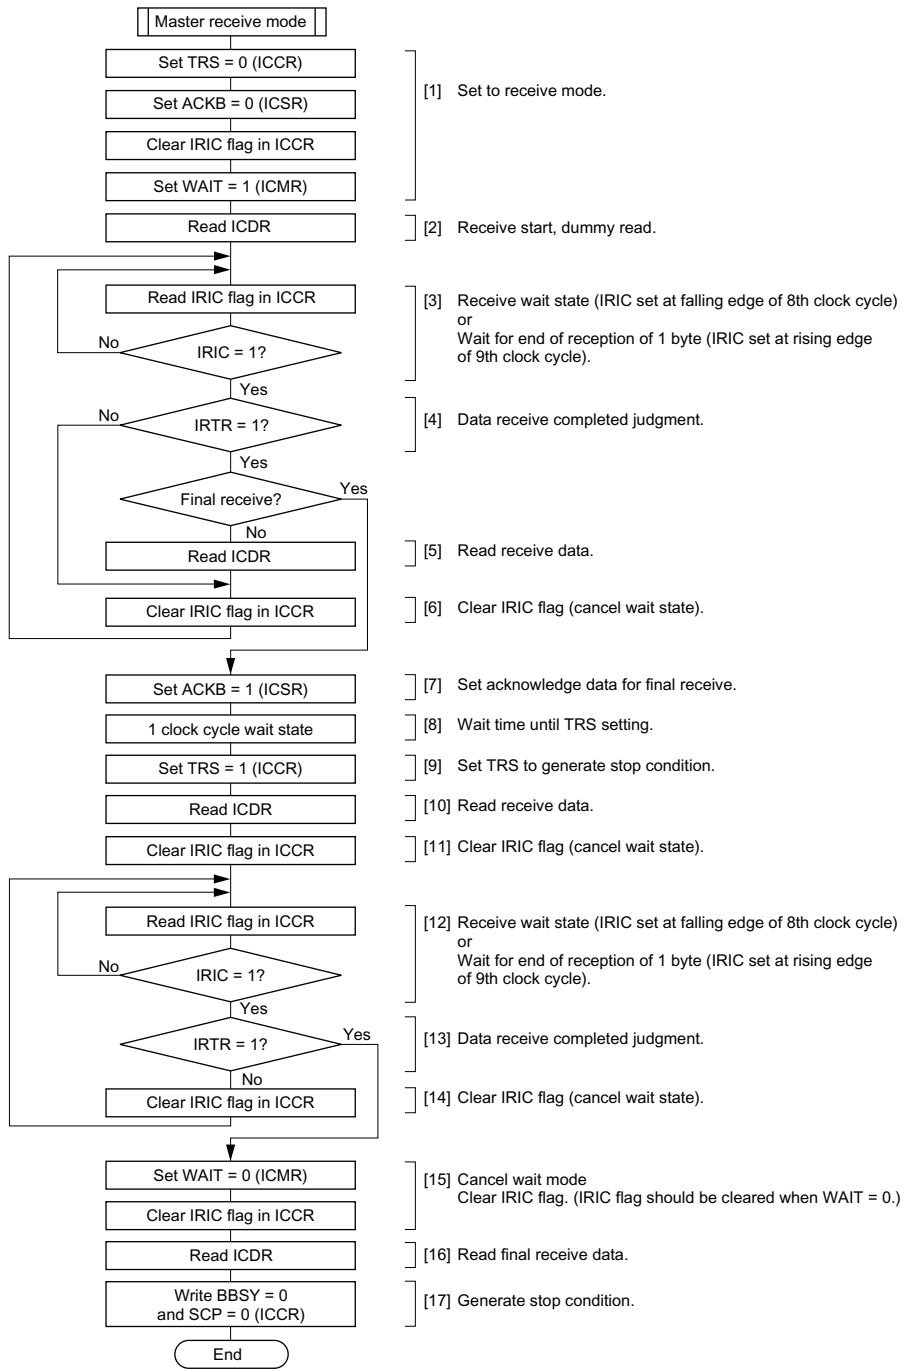 Master receive mode
Set TRS = 0 (ICCR)
[1] Set to receive mode.
Set ACKB = 0 (ICSR)
Clear IRIC flag in ICCR
Set WAIT = 1 (ICMR)
Read ICDR
[2] Receive start, dummy read.
Read IRIC flag in ICCR
[3] Receive wait state (IRIC set at falling edge of 8th clock cycle)
or
Wait for end of reception of 1 byte (IRIC set at rising edge
of 9th clock cycle).
No
IRIC = 1?
Yes
No
IRTR = 1?
[4] Data receive completed judgment.
Yes
Final receive?
Yes
No
Read ICDR
[5] Read receive data.
Clear IRIC flag in ICCR
[6] Clear IRIC flag (cancel wait state).
Set ACKB = 1 (ICSR)
[7] Set acknowledge data for final receive.
1 clock cycle wait state
[8] Wait time until TRS setting.
Set TRS = 1 (ICCR)
[9] Set TRS to generate stop condition.
Read ICDR
[10] Read receive data.
Clear IRIC flag in ICCR
[11] Clear IRIC flag (cancel wait state).
Read IRIC flag in ICCR
[12] Receive wait state (IRIC set at falling edge of 8th clock cycle)
or
Wait for end of reception of 1 byte (IRIC set at rising edge
of 9th clock cycle).
No
IRIC = 1?
Yes
IRTR = 1?
Yes
[13] Data receive completed judgment.
No
Clear IRIC flag in ICCR
[14] Clear IRIC flag (cancel wait state).
Set WAIT = 0 (ICMR)
[15] Cancel wait mode
Clear IRIC flag. (IRIC flag should be cleared when WAIT = 0.)
Clear IRIC flag in ICCR
Read ICDR
[16] Read final receive data.
Write BBSY = 0
and SCP = 0 (ICCR)
[17] Generate stop condition.
End